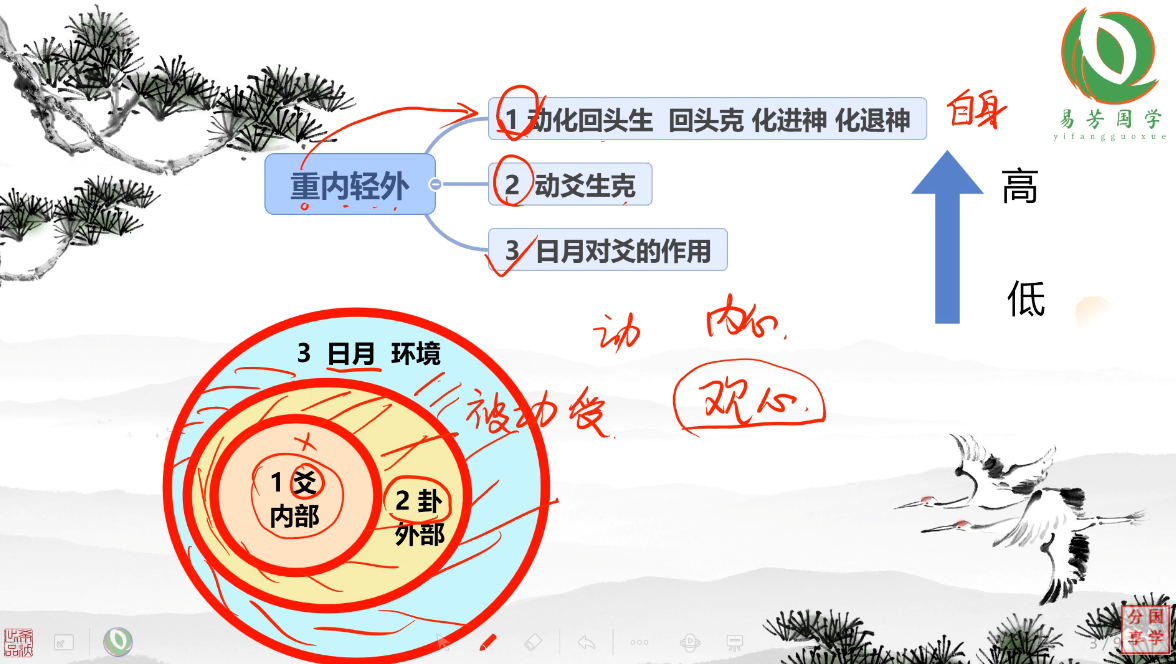 1 动化回头生 回头克 化进神 化退神
自身
易芳国学
yifangguoxue
重内轻外
2 动爻生克
高
3 日月对爻的作用
低
动 内心.
3 日月 环境
被动受 观心.
1 爻
内部
2 卦
外部
国学
分享